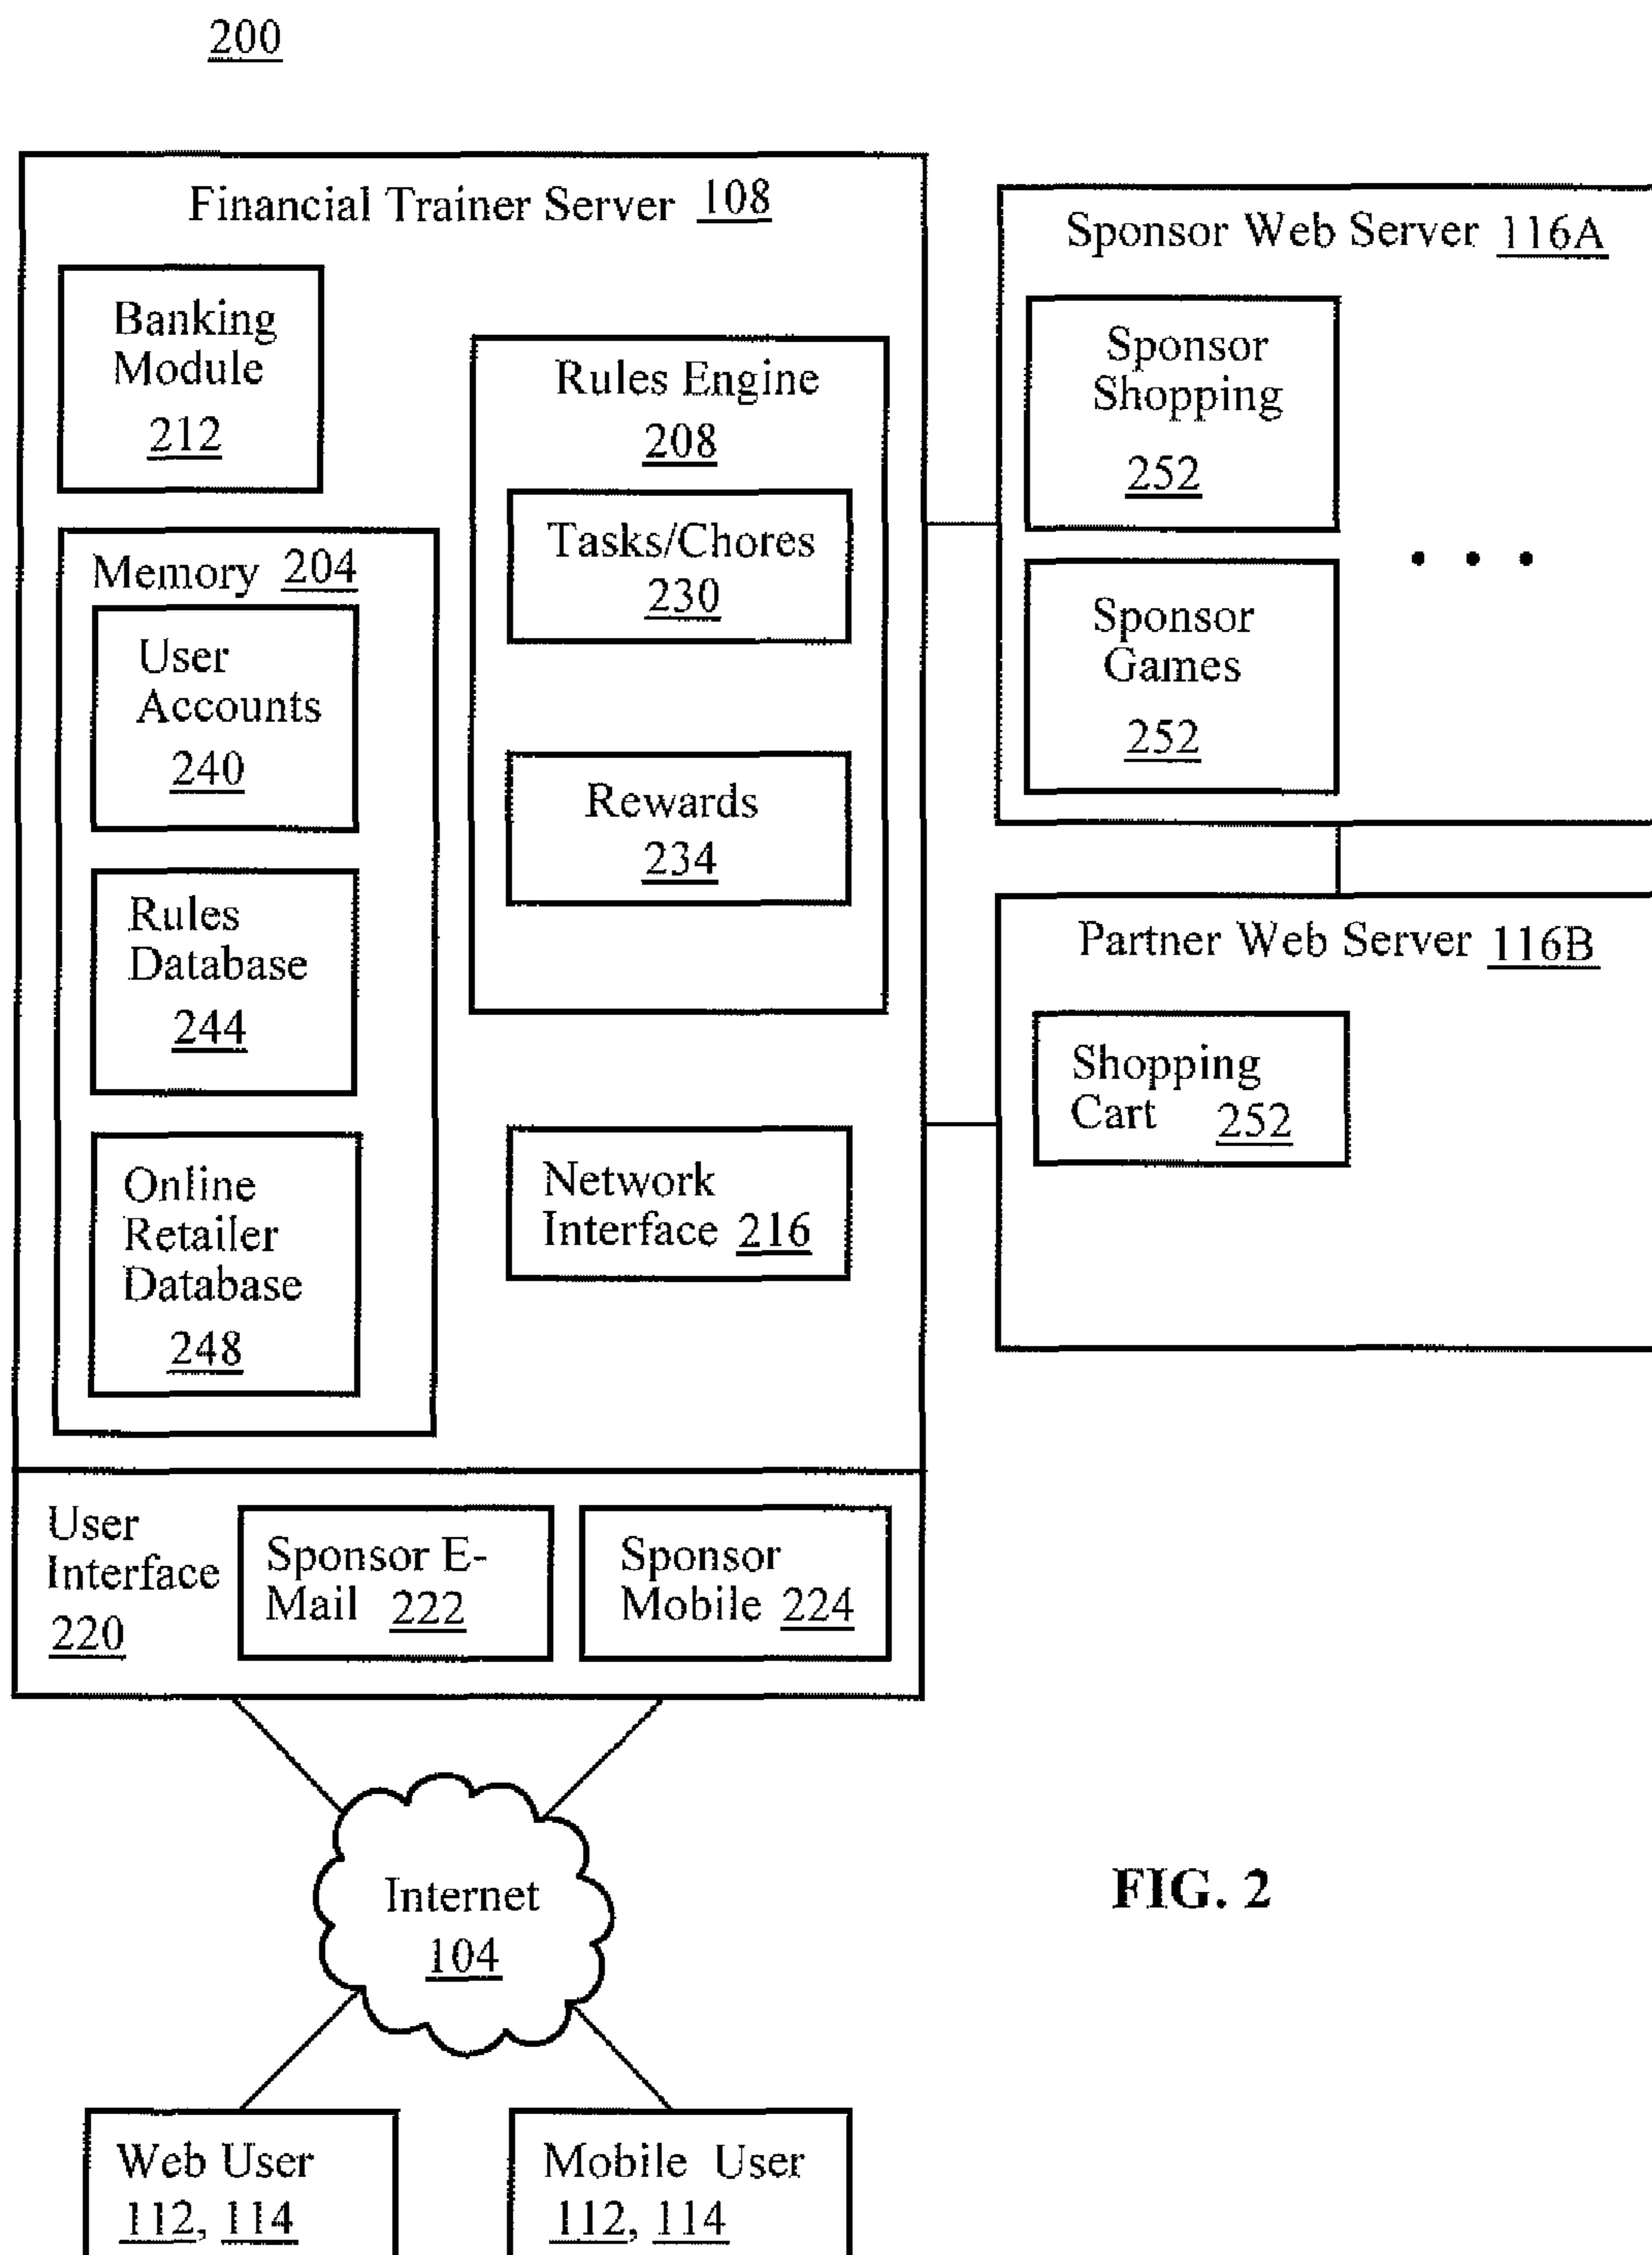 200
Financial Trainer Server 108
Banking
Module
212
Memory 204
User
Accounts
240
Rules
Database
244
Online
Retailer
Database
248
Rules Engine
208
Tasks/Chores
230
Rewards
234
Network
Interface 216
Sponsor Web Server 116A
Sponsor
Shopping
252
Sponsor
Games
252
• • •
Partner Web Server 116B
Shopping
Cart 252
User
Interface
220
Sponsor E-
Mail 222
Sponsor
Mobile 224
Internet
104
Web User
112, 114
Mobile User
112, 114
FIG. 2